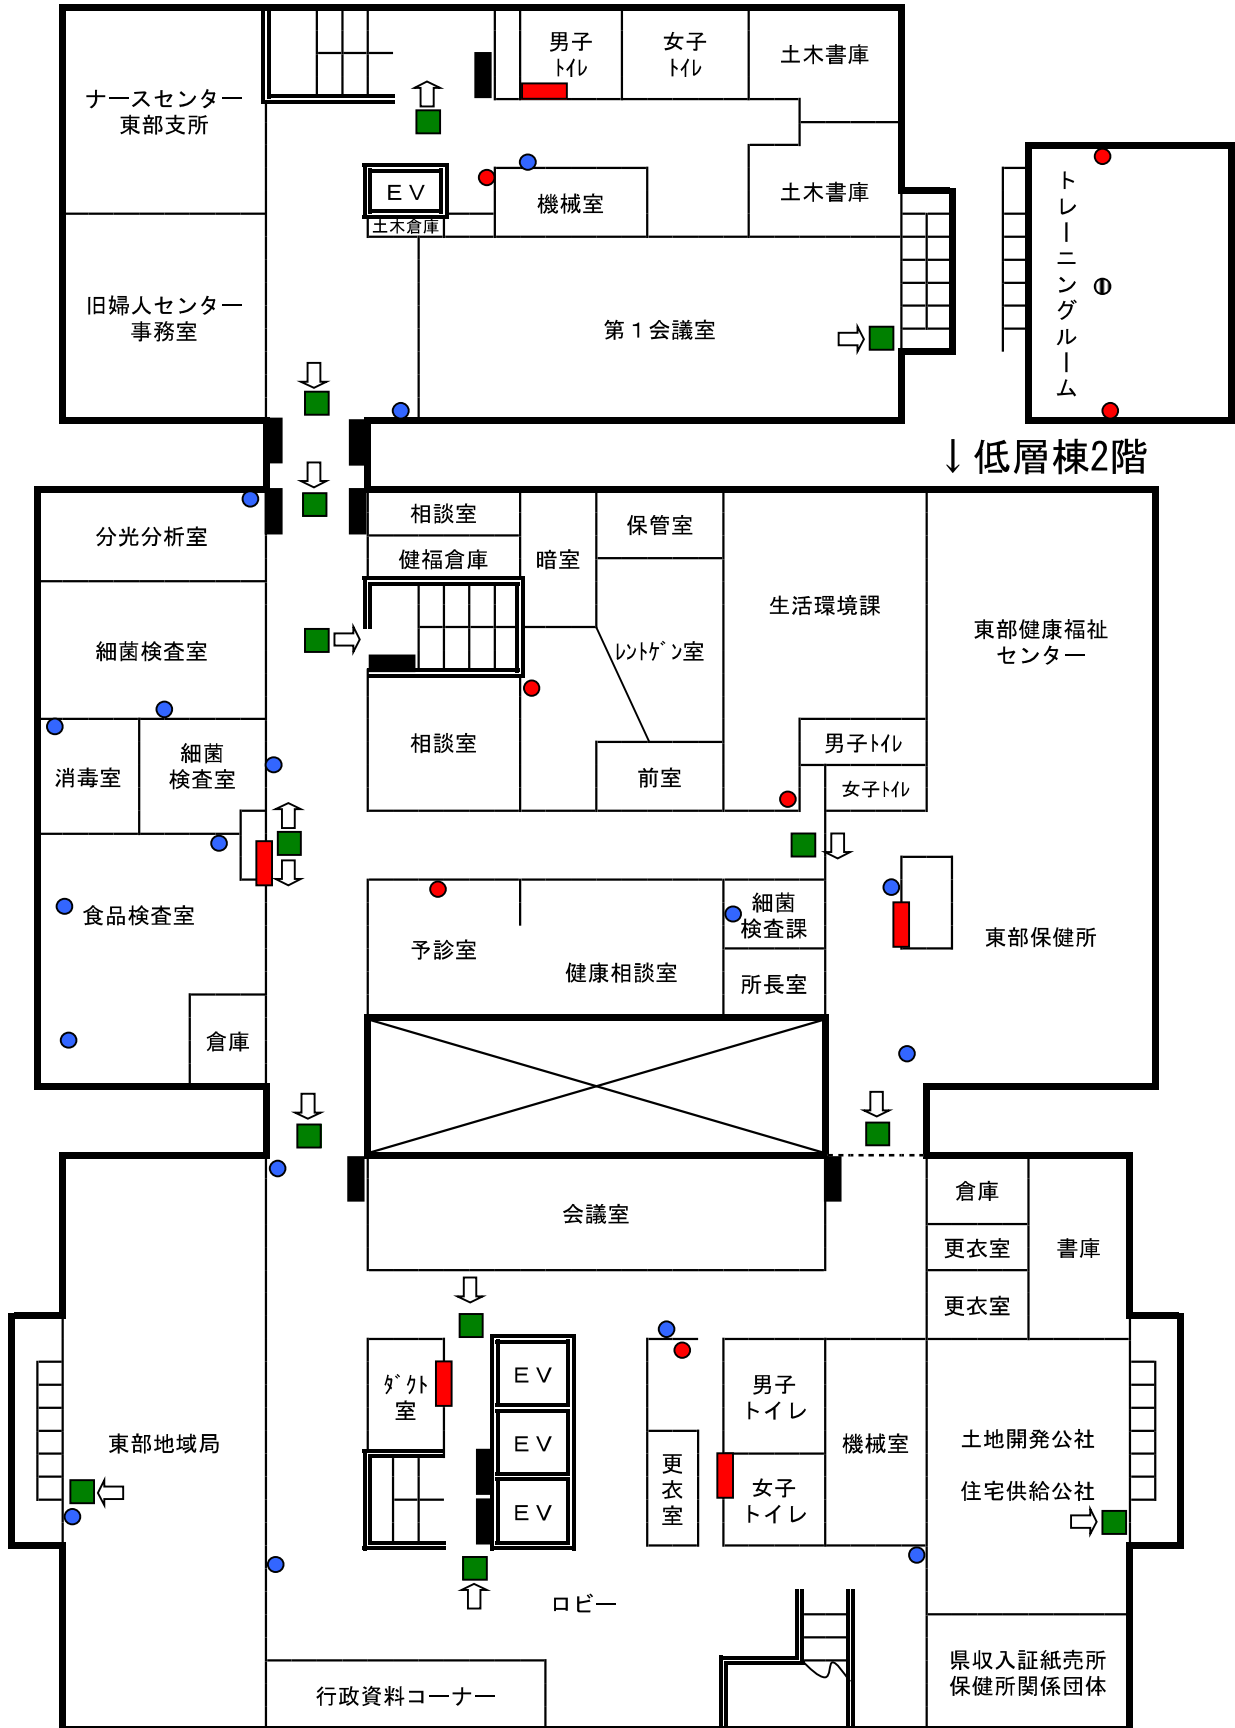 男子
トイレ
女子
トイレ
土木書庫
ナースセンター
東部支所
EV
機械室
土木書庫
土木倉庫
トレーニングルーム
旧婦人センター
事務室
第1会議室
↓低層棟2階
分光分析室
相談室
保管室
健福倉庫
暗室
生活環境課
細菌検査室
レントゲン室
東部健康福祉
センター
相談室
男子トイレ
消毒室
細菌
検査室
前室
女子トイレ
食品検査室
予診室
健康相談室
細菌
検査課
東部保健所
所長室
倉庫
会議室
倉庫
更衣室
書庫
更衣室
ダクト
室
EV
男子
トイレ
東部地域局
EV
機械室
土地開発公社
住宅供給公社
更衣室
女子
トイレ
EV
ロビー
行政資料コーナー
県収入証紙売所
保健所関係団体